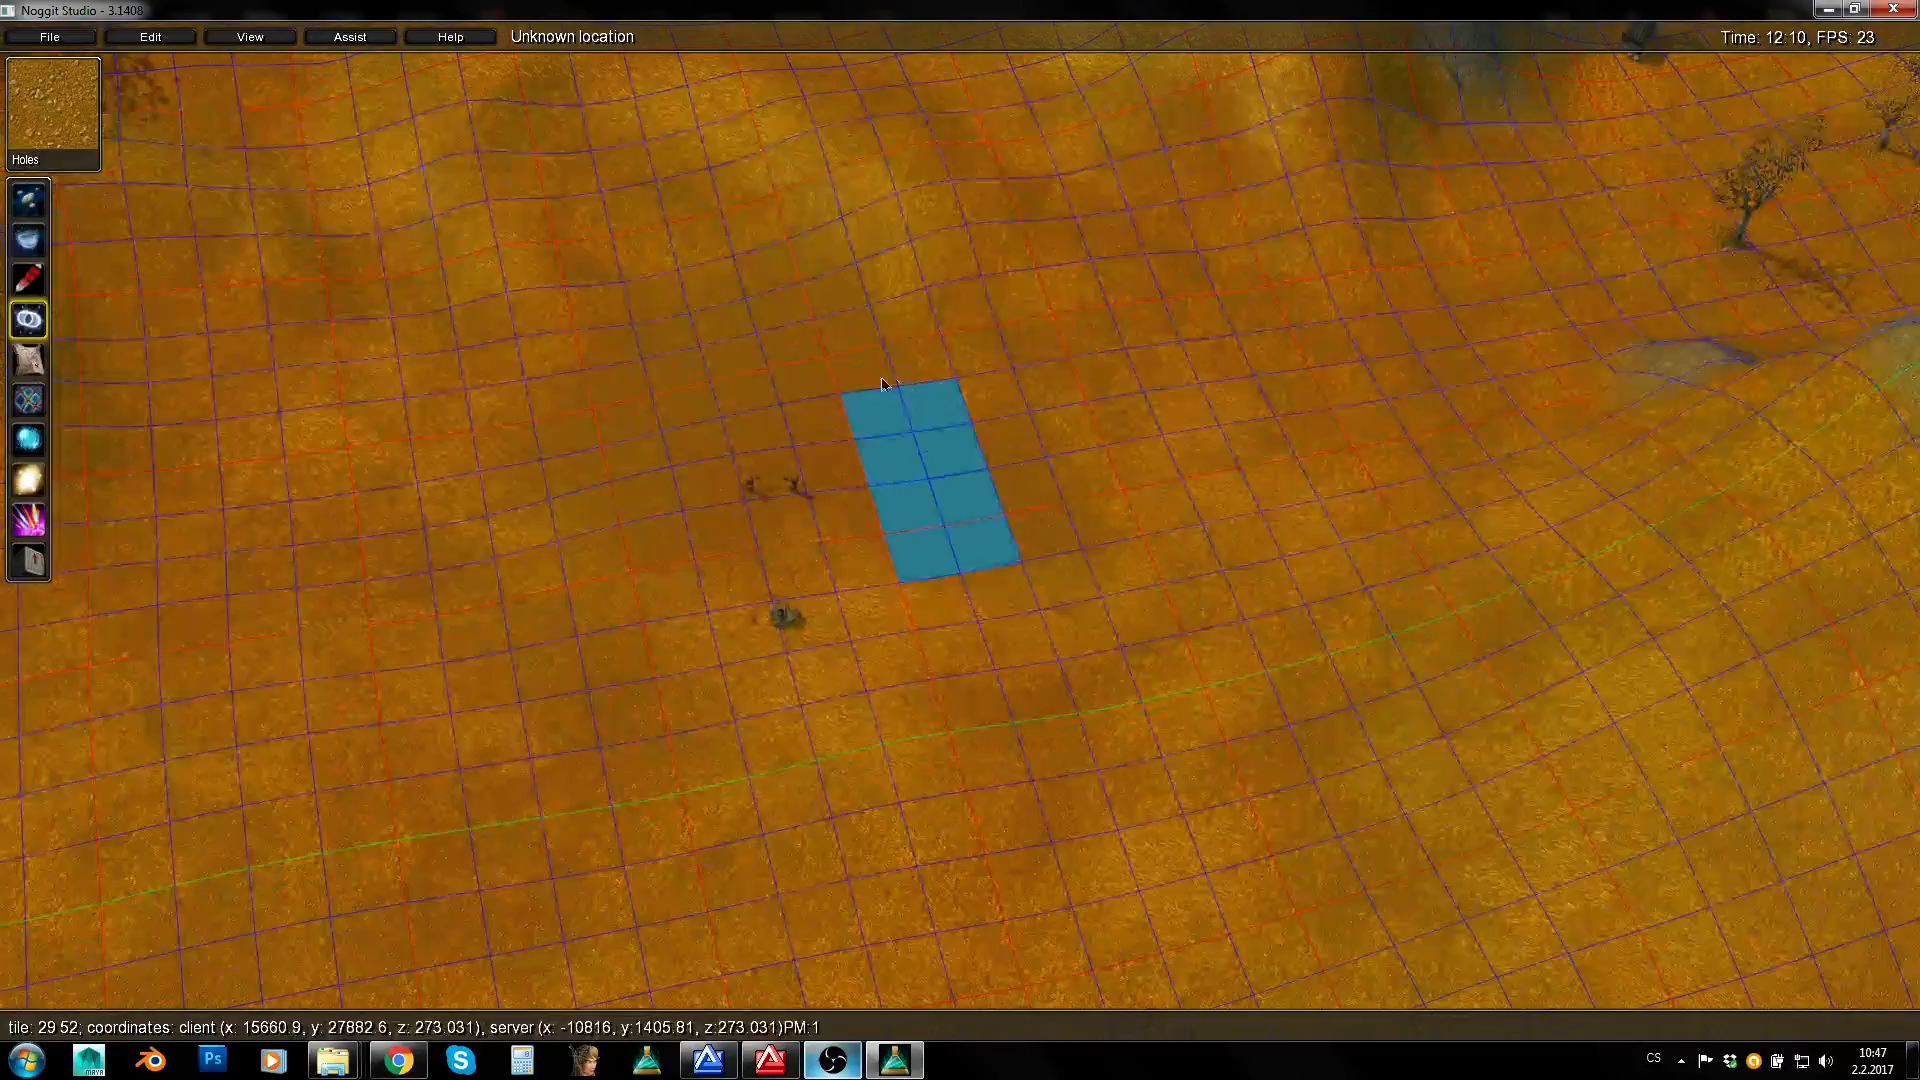 Noggit Studio - 3.1408
File Edit View Assist Help Unknown location Time: 12:10, FPS: 23
Holes
tile: 29 52; coordinates: client (x: 15660.9, y: 27882.6, z: 273.031), server (x: -10816, y:1405.81, z:273.031)PM:1
MAYA
Ps
CS
10:47
2.2.2017